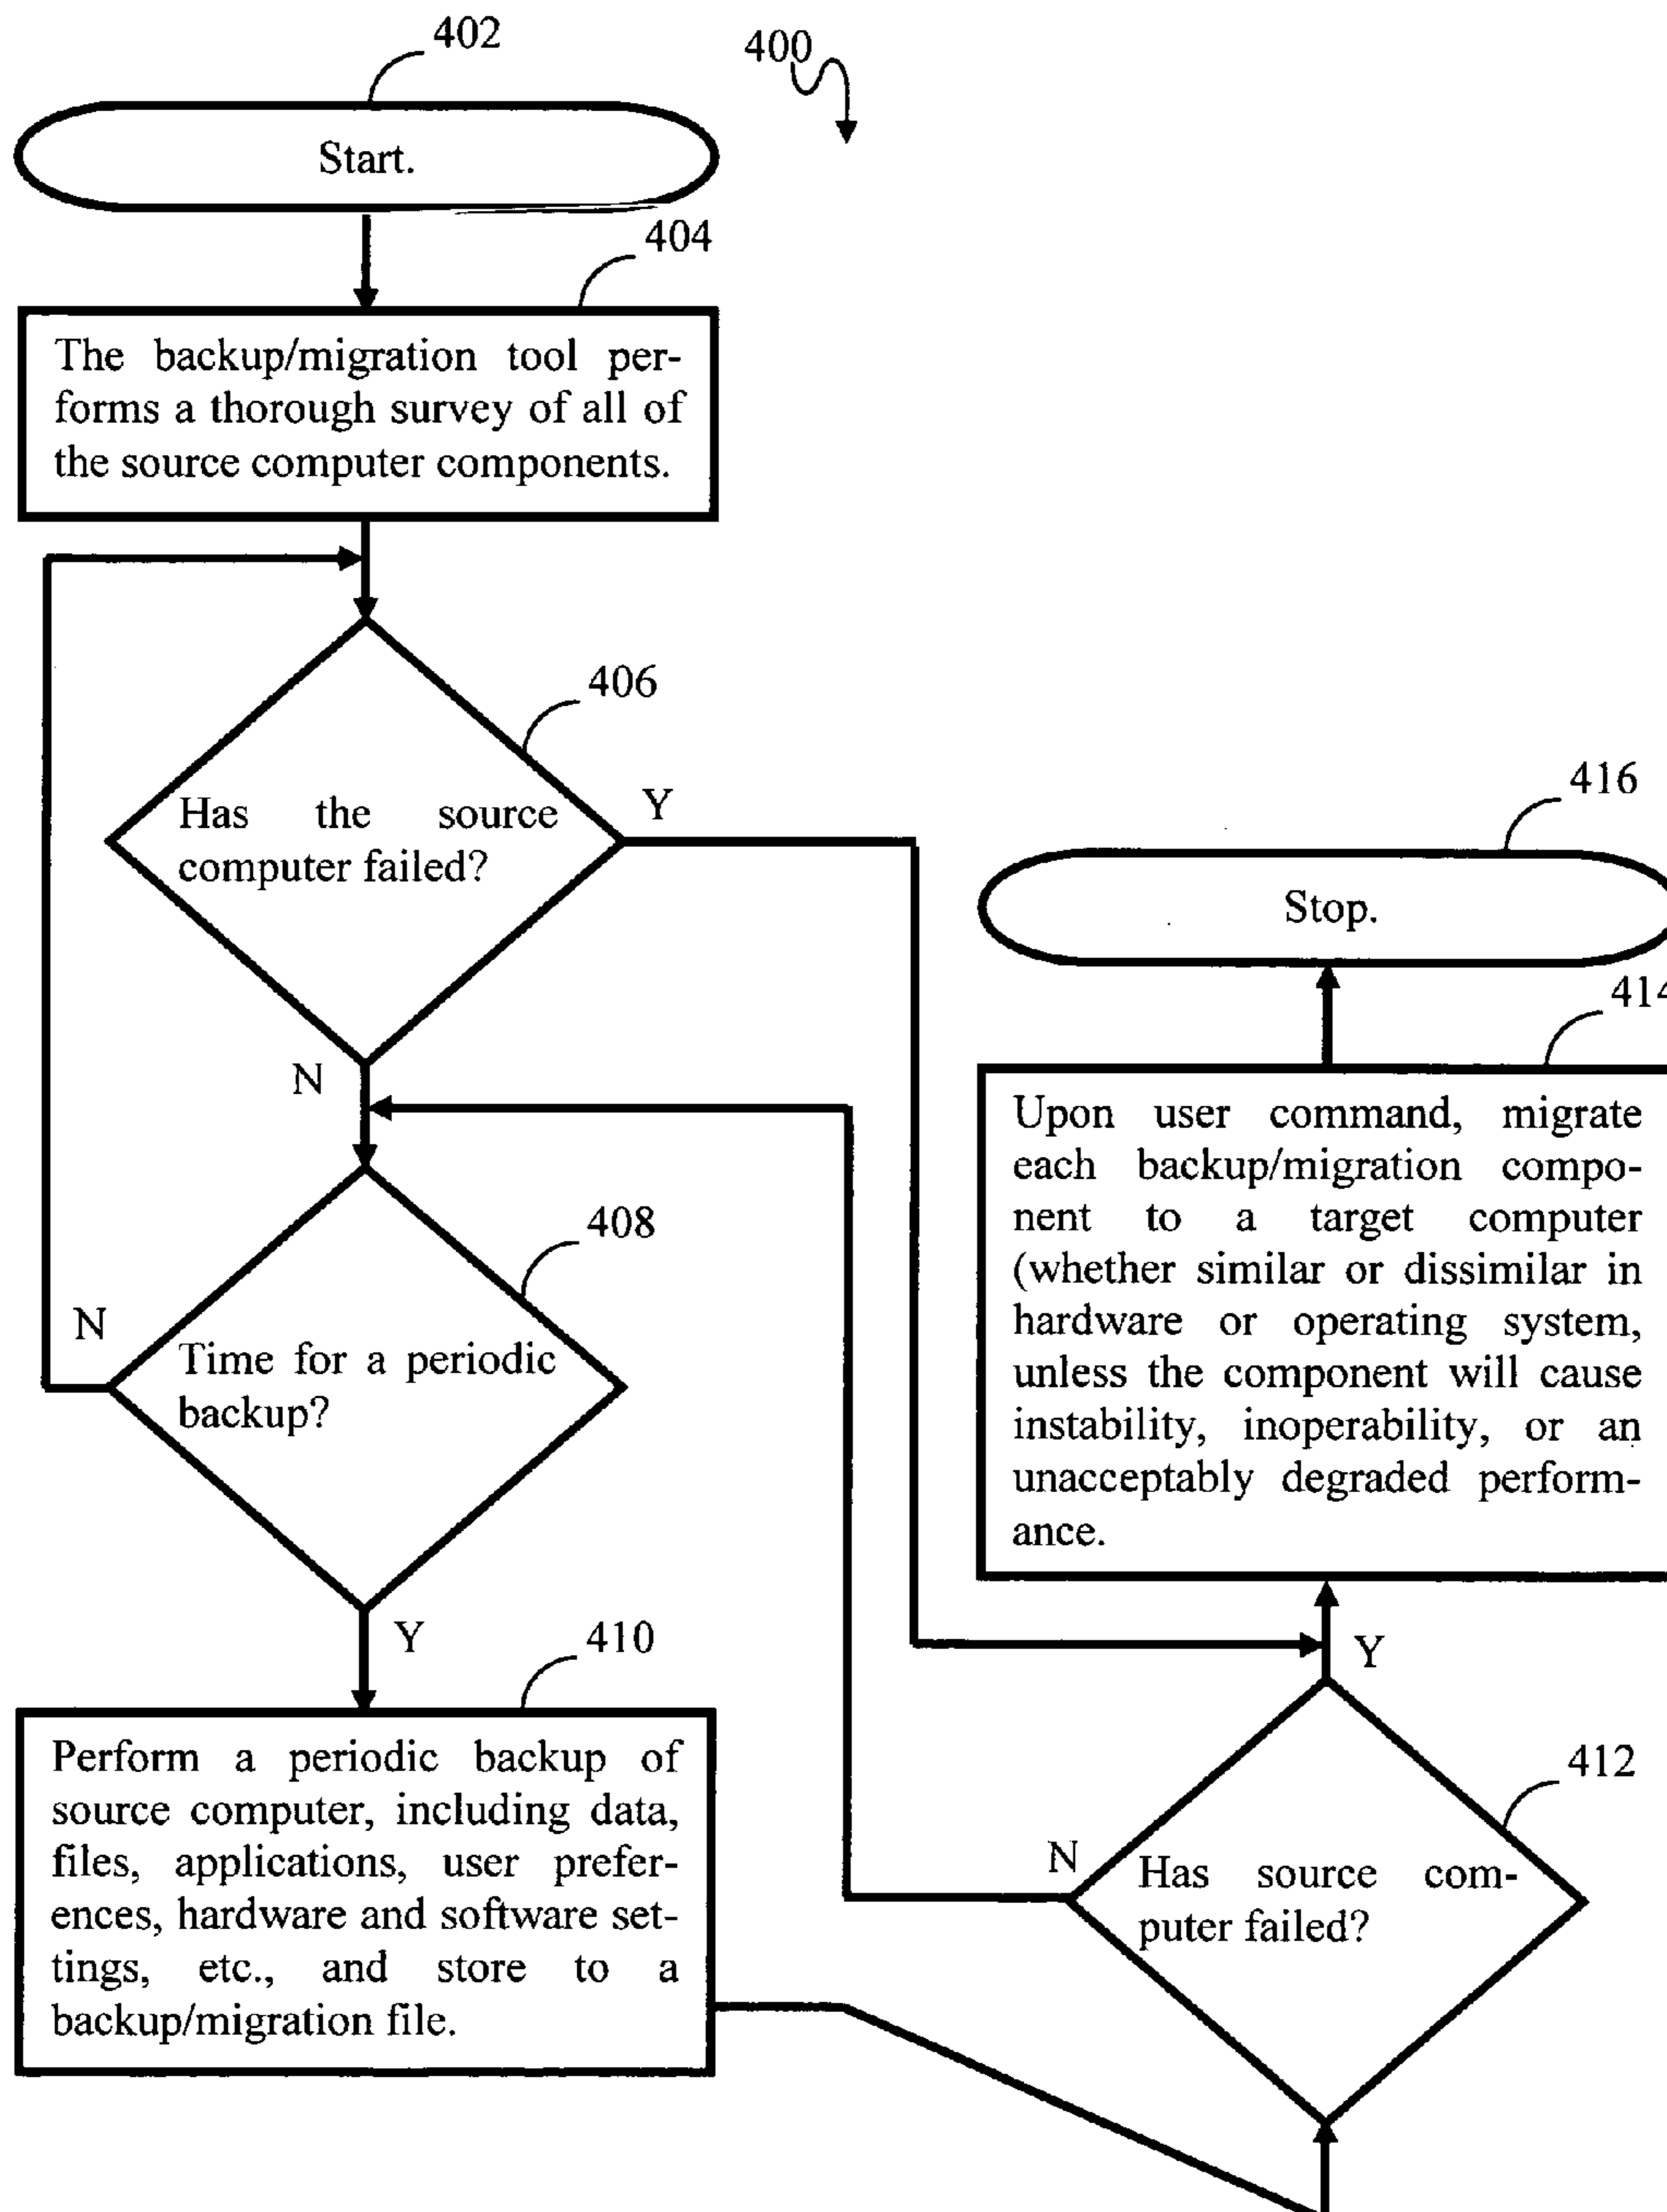 402
400
Start.
404
The backup/migration tool per-
forms a thorough survey of all of
the source computer components.
406
Has the source
computer failed?
Y
N
408
Time for a periodic
backup?
N
Y
410
Perform a periodic backup of
source computer, including data,
files, applications, user prefer-
ences, hardware and software set-
tings, etc., and store to a
backup/migration file.
416
Stop.
414
Upon user command, migrate
each backup/migration compo-
nent to a target computer
(whether similar or dissimilar in
hardware or operating system,
unless the component will cause
instability, inoperability, or an
unacceptably degraded perform-
ance.
Y
412
N
Has source com-
puter failed?